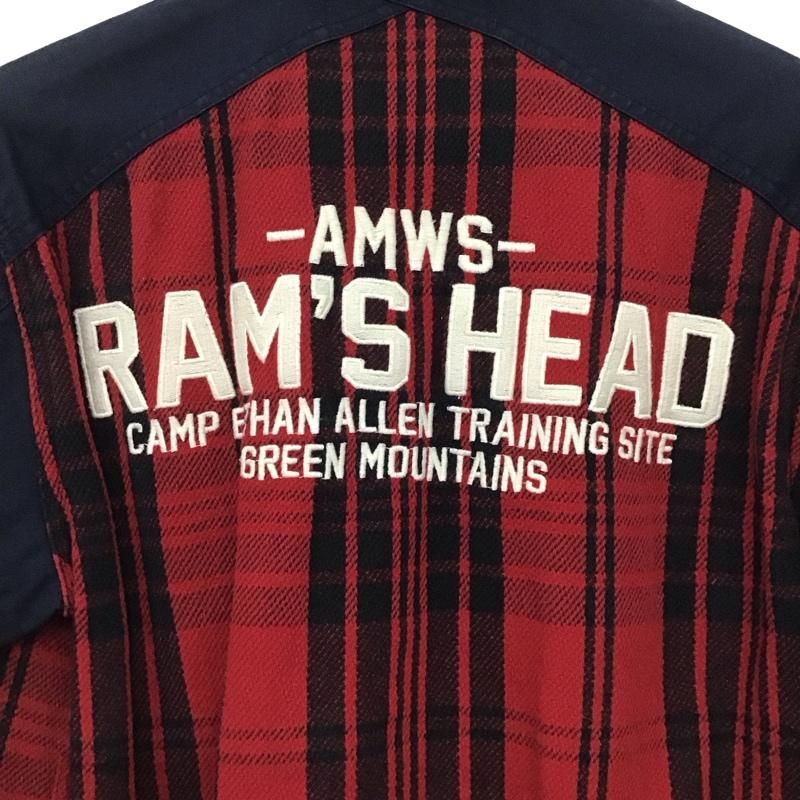 -AMWS-
RAM'S HEAD
CAMP ETHAN ALLEN TRAINING SITE
GREEN MOUNTAINS